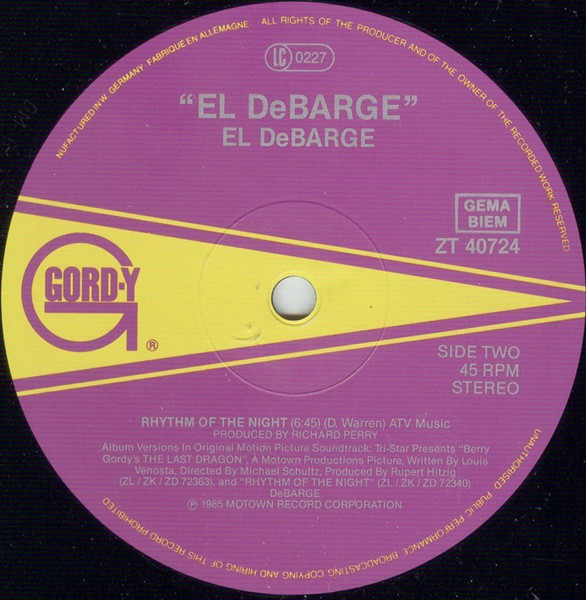 NUFACTURED IN W. GERMANY FABRIQUÉ EN ALLEMAGNE ALL RIGHTS OF THE PRODUCER AND OF THE OWNER OF THE RECORDED WORK RESERVED
LC 0227
“EL DeBARGE”
EL DeBARGE
GEMA
BIEM
ZT 40724
GORD-Y
G
®
SIDE TWO
45 RPM
STEREO
RHYTHM OF THE NIGHT (6:45) (D. Warren) ATV Music
PRODUCED BY RICHARD PERRY
Album Versions In Original Motion Picture Soundtrack: Tri-Star Presents "Berry
Gordy's THE LAST DRAGON", A Motown Productions Picture, Written By Louis
Venosta, Directed By Michael Schultz, Produced By Rupert Hitzig
(ZL / ZK / ZD 72363), and "RHYTHM OF THE NIGHT" (ZL / ZK / ZD 72340)
DeBARGE
℗ 1985 MOTOWN RECORD CORPORATION
UNAUTHORISED PUBLIC PERFORMANCE BROADCASTING COPYING AND HIRING OF THIS RECORD PROHIBITED